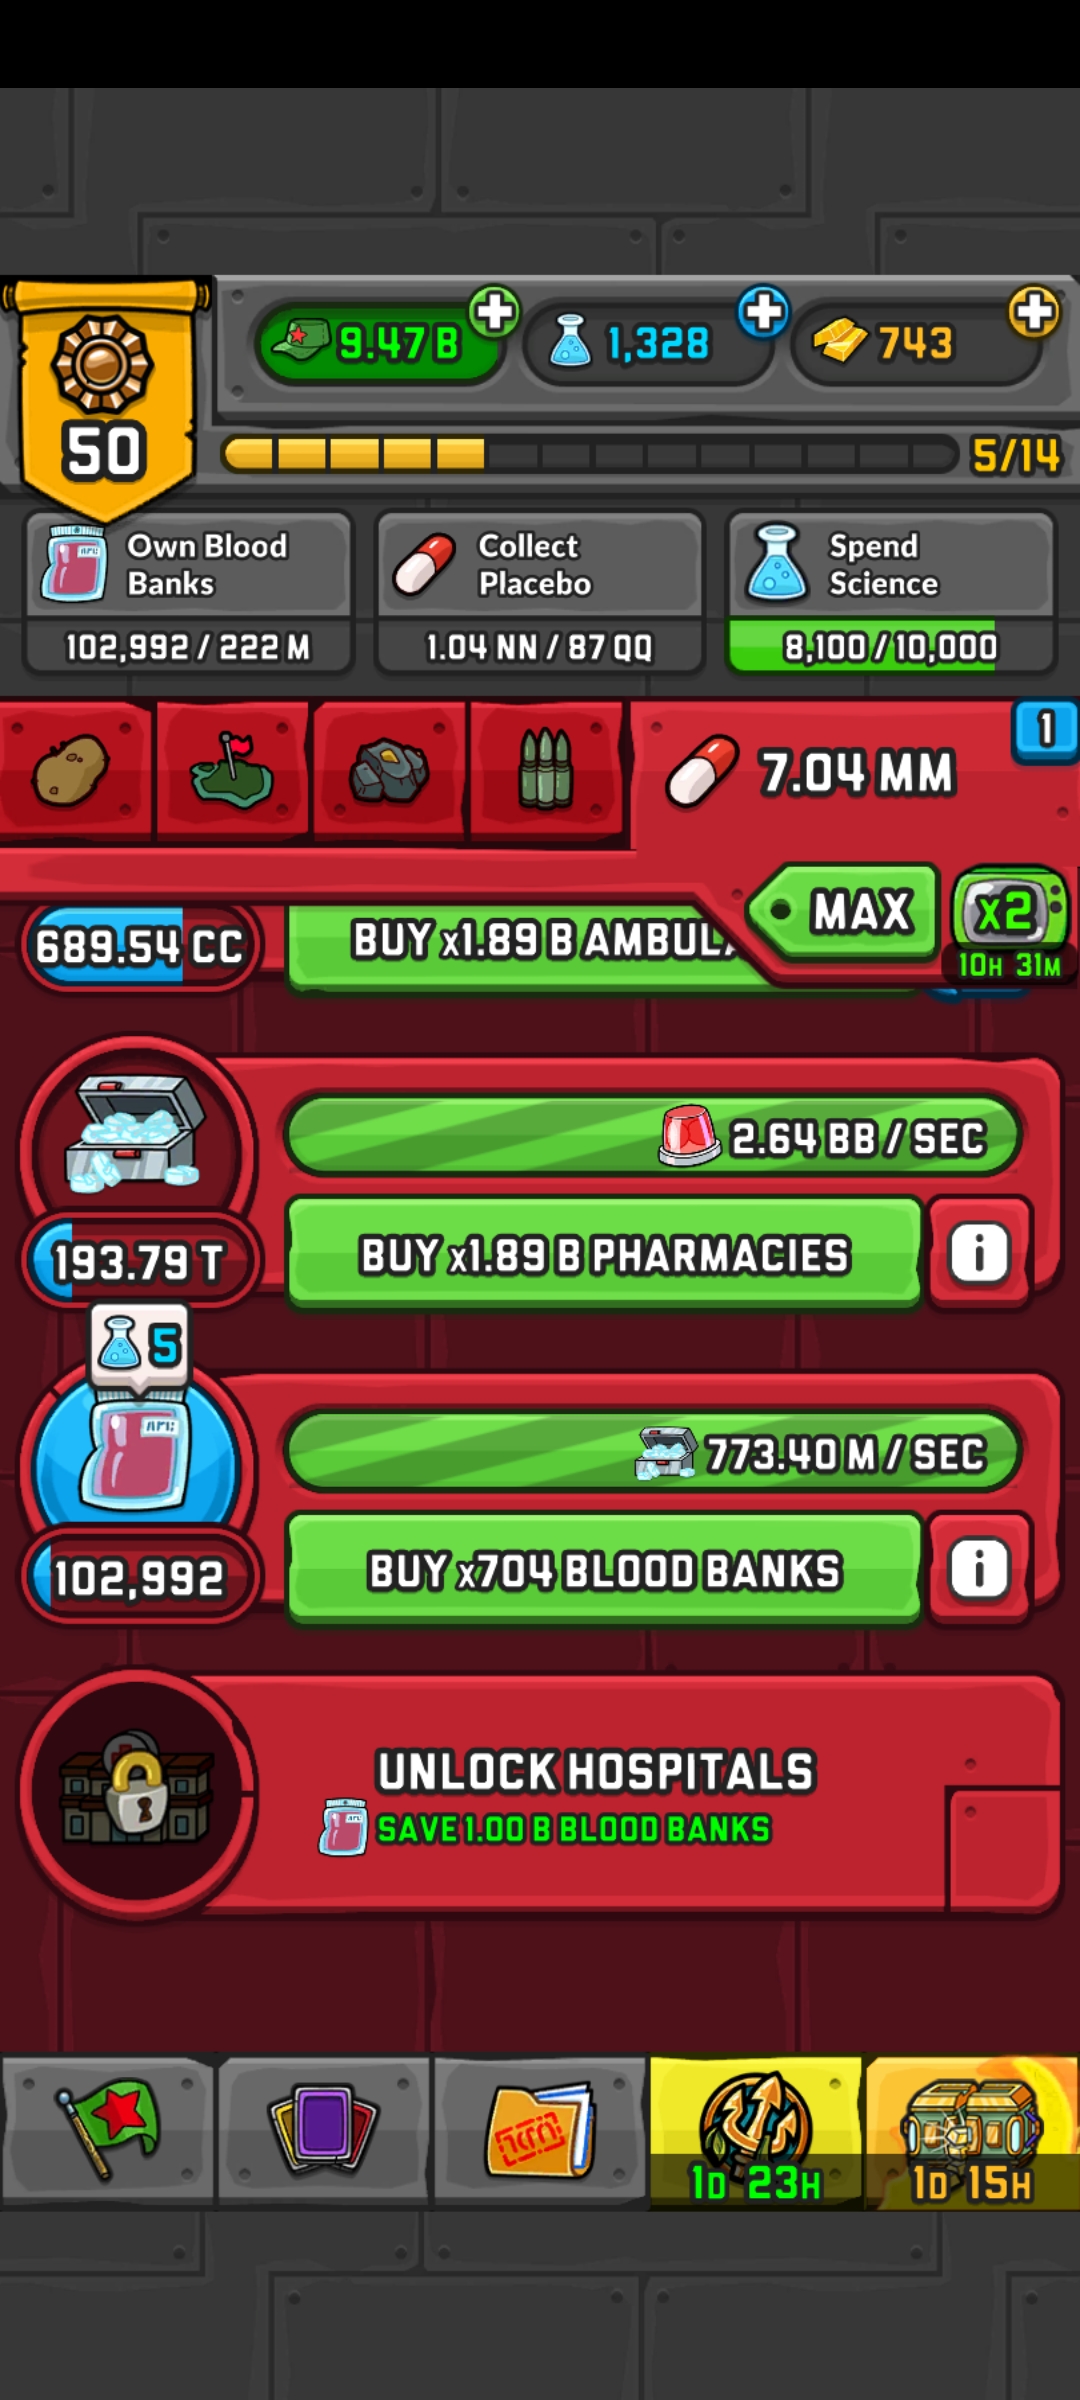 9.47 B
1,328
743
50
5/14
Own Blood Banks
Collect Placebo
Spend Science
102,992 / 222 M
1.04 NN / 87 QQ
8,100 / 10,000
7.04 MM
1
MAX
x2
10H 31M
689.54 CC
BUY x1.89 B
2.64 BB / SEC
193.79 T
BUY x1.89 B PHARMACIES
i
5
773.40 M / SEC
102,992
BUY x704 BLOOD BANKS
i
UNLOCK HOSPITALS
SAVE 1.00 B BLOOD BANKS
1D 23H
1D 15H